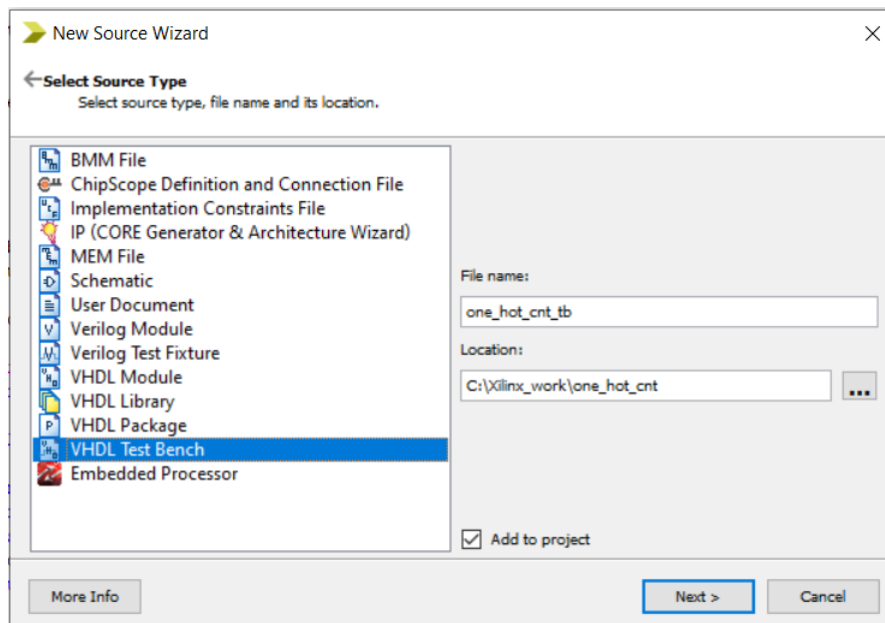 New Source Wizard
Select Source Type
Select source type, file name and its location.
BMM File
ChipScope Definition and Connection File
Implementation Constraints File
IP (CORE Generator & Architecture Wizard)
MEM File
Schematic
User Document
Verilog Module
Verilog Test Fixture
VHDL Module
VHDL Library
VHDL Package
VHDL Test Bench
Embedded Processor
File name:
one_hot_cnt_tb
Location:
C:\Xilinx_work\one_hot_cnt
...
Add to project
More Info
Next >
Cancel